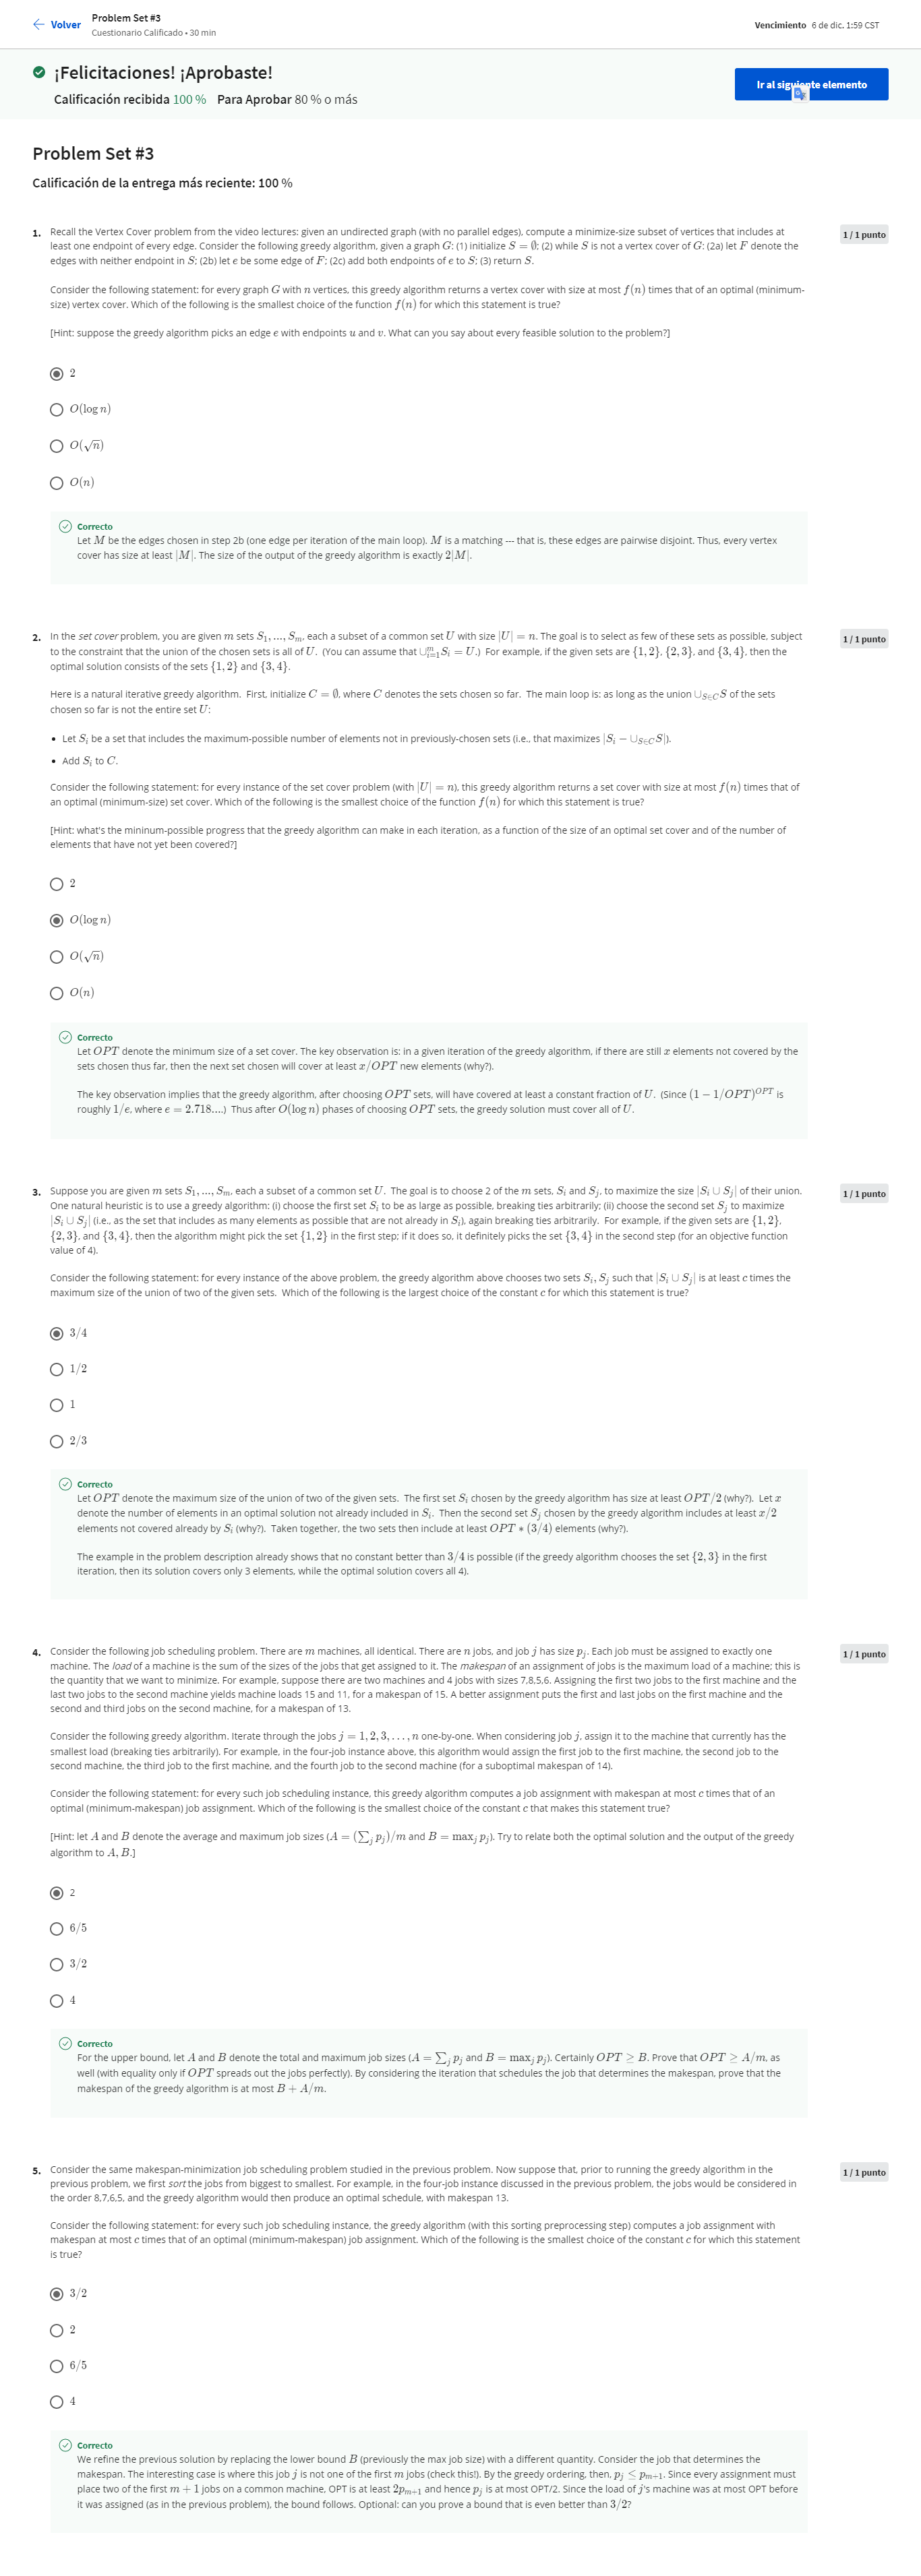 Volver
Problem Set #3
Cuestionario Calificado • 30 min
Vencimiento 6 de dic. 1:59 CST
¡Felicitaciones! ¡Aprobaste!
Calificación recibida 100 % Para Aprobar 80 % o más
Ir al siguiente elemento
Problem Set #3
Calificación de la entrega más reciente: 100 %
1. Recall the Vertex Cover problem from the video lectures: given an undirected graph (with no parallel edges), compute a minimize-size subset of vertices that includes at
1 / 1 punto
least one endpoint of every edge. Consider the following greedy algorithm, given a graph G: (1) initialize S = ∅; (2) while S is not a vertex cover of G: (2a) let F denote the
edges with neither endpoint in S; (2b) let e be some edge of F; (2c) add both endpoints of e to S; (3) return S.
Consider the following statement: for every graph G with n vertices, this greedy algorithm returns a vertex cover with size at most f(n) times that of an optimal (minimum-
size) vertex cover. Which of the following is the smallest choice of the function f(n) for which this statement is true?
[Hint: suppose the greedy algorithm picks an edge e with endpoints u and v. What can you say about every feasible solution to the problem?]
2
O(log n)
O(√n)
O(n)
Correcto
Let M be the edges chosen in step 2b (one edge per iteration of the main loop). M is a matching --- that is, these edges are pairwise disjoint. Thus, every vertex
cover has size at least |M|. The size of the output of the greedy algorithm is exactly 2|M|.
2. In the set cover problem, you are given m sets S₁, ..., Sₘ, each a subset of a common set U with size |U| = n. The goal is to select as few of these sets as possible, subject
1 / 1 punto
to the constraint that the union of the chosen sets is all of U. (You can assume that ∪ᵢ₌₁ᵐSᵢ = U.) For example, if the given sets are {1, 2}, {2, 3}, and {3, 4}, then the
optimal solution consists of the sets {1, 2} and {3, 4}.
Here is a natural iterative greedy algorithm. First, initialize C = ∅, where C denotes the sets chosen so far. The main loop is: as long as the union ∪_{S∈C}S of the sets
chosen so far is not the entire set U:
• Let Sᵢ be a set that includes the maximum-possible number of elements not in previously-chosen sets (i.e., that maximizes |Sᵢ − ∪_{S∈C}S|).
• Add Sᵢ to C.
Consider the following statement: for every instance of the set cover problem (with |U| = n), this greedy algorithm returns a set cover with size at most f(n) times that of
an optimal (minimum-size) set cover. Which of the following is the smallest choice of the function f(n) for which this statement is true?
[Hint: what's the mininum-possible progress that the greedy algorithm can make in each iteration, as a function of the size of an optimal set cover and of the number of
elements that have not yet been covered?]
2
O(log n)
O(√n)
O(n)
Correcto
Let OPT denote the minimum size of a set cover. The key observation is: in a given iteration of the greedy algorithm, if there are still x elements not covered by the
sets chosen thus far, then the next set chosen will cover at least x/OPT new elements (why?).
The key observation implies that the greedy algorithm, after choosing OPT sets, will have covered at least a constant fraction of U. (Since (1 − 1/OPT)^{OPT} is
roughly 1/e, where e = 2.718....) Thus after O(log n) phases of choosing OPT sets, the greedy solution must cover all of U.
3. Suppose you are given m sets S₁, ..., Sₘ, each a subset of a common set U. The goal is to choose 2 of the m sets, Sᵢ and Sⱼ, to maximize the size |Sᵢ ∪ Sⱼ| of their union.
1 / 1 punto
One natural heuristic is to use a greedy algorithm: (i) choose the first set Sᵢ to be as large as possible, breaking ties arbitrarily; (ii) choose the second set Sⱼ to maximize
|Sᵢ ∪ Sⱼ| (i.e., as the set that includes as many elements as possible that are not already in Sᵢ), again breaking ties arbitrarily. For example, if the given sets are {1, 2},
{2, 3}, and {3, 4}, then the algorithm might pick the set {1, 2} in the first step; if it does so, it definitely picks the set {3, 4} in the second step (for an objective function
value of 4).
Consider the following statement: for every instance of the above problem, the greedy algorithm above chooses two sets Sᵢ, Sⱼ such that |Sᵢ ∪ Sⱼ| is at least c times the
maximum size of the union of two of the given sets. Which of the following is the largest choice of the constant c for which this statement is true?
3/4
1/2
1
2/3
Correcto
Let OPT denote the maximum size of the union of two of the given sets. The first set Sᵢ chosen by the greedy algorithm has size at least OPT/2 (why?). Let x
denote the number of elements in an optimal solution not already included in Sᵢ. Then the second set Sⱼ chosen by the greedy algorithm includes at least x/2
elements not covered already by Sᵢ (why?). Taken together, the two sets then include at least OPT * (3/4) elements (why?).
The example in the problem description already shows that no constant better than 3/4 is possible (if the greedy algorithm chooses the set {2, 3} in the first
iteration, then its solution covers only 3 elements, while the optimal solution covers all 4).
4. Consider the following job scheduling problem. There are m machines, all identical. There are n jobs, and job j has size pⱼ. Each job must be assigned to exactly one
1 / 1 punto
machine. The load of a machine is the sum of the sizes of the jobs that get assigned to it. The makespan of an assignment of jobs is the maximum load of a machine; this is
the quantity that we want to minimize. For example, suppose there are two machines and 4 jobs with sizes 7,8,5,6. Assigning the first two jobs to the first machine and the
last two jobs to the second machine yields machine loads 15 and 11, for a makespan of 15. A better assignment puts the first and last jobs on the first machine and the
second and third jobs on the second machine, for a makespan of 13.
Consider the following greedy algorithm. Iterate through the jobs j = 1, 2, 3, . . . , n one-by-one. When considering job j, assign it to the machine that currently has the
smallest load (breaking ties arbitrarily). For example, in the four-job instance above, this algorithm would assign the first job to the first machine, the second job to the
second machine, the third job to the first machine, and the fourth job to the second machine (for a suboptimal makespan of 14).
Consider the following statement: for every such job scheduling instance, this greedy algorithm computes a job assignment with makespan at most c times that of an
optimal (minimum-makespan) job assignment. Which of the following is the smallest choice of the constant c that makes this statement true?
[Hint: let A and B denote the average and maximum job sizes (A = (∑ⱼ pⱼ)/m and B = maxⱼ pⱼ). Try to relate both the optimal solution and the output of the greedy
algorithm to A, B.]
2
6/5
3/2
4
Correcto
For the upper bound, let A and B denote the total and maximum job sizes (A = ∑ⱼ pⱼ and B = maxⱼ pⱼ). Certainly OPT ≥ B. Prove that OPT ≥ A/m, as
well (with equality only if OPT spreads out the jobs perfectly). By considering the iteration that schedules the job that determines the makespan, prove that the
makespan of the greedy algorithm is at most B + A/m.
5. Consider the same makespan-minimization job scheduling problem studied in the previous problem. Now suppose that, prior to running the greedy algorithm in the
1 / 1 punto
previous problem, we first sort the jobs from biggest to smallest. For example, in the four-job instance discussed in the previous problem, the jobs would be considered in
the order 8,7,6,5, and the greedy algorithm would then produce an optimal schedule, with makespan 13.
Consider the following statement: for every such job scheduling instance, the greedy algorithm (with this sorting preprocessing step) computes a job assignment with
makespan at most c times that of an optimal (minimum-makespan) job assignment. Which of the following is the smallest choice of the constant c for which this statement
is true?
3/2
2
6/5
4
Correcto
We refine the previous solution by replacing the lower bound B (previously the max job size) with a different quantity. Consider the job that determines the
makespan. The interesting case is where this job j is not one of the first m jobs (check this!). By the greedy ordering, then, pⱼ ≤ pₘ₊₁. Since every assignment must
place two of the first m + 1 jobs on a common machine, OPT is at least 2pₘ₊₁ and hence pⱼ is at most OPT/2. Since the load of j's machine was at most OPT before
it was assigned (as in the previous problem), the bound follows. Optional: can you prove a bound that is even better than 3/2?